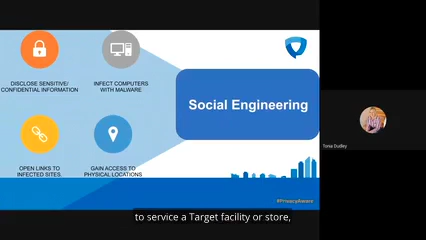 DISCLOSE SENSITIVE/
CONFIDENTIAL INFORMATION
INFECT COMPUTERS
WITH MALWARE
Social Engineering
OPEN LINKS TO
INFECTED SITES.
GAIN ACCESS TO
PHYSICAL LOCATIONS
Tonia Dudley
#PrivacyAware
to service a Target facility or store,